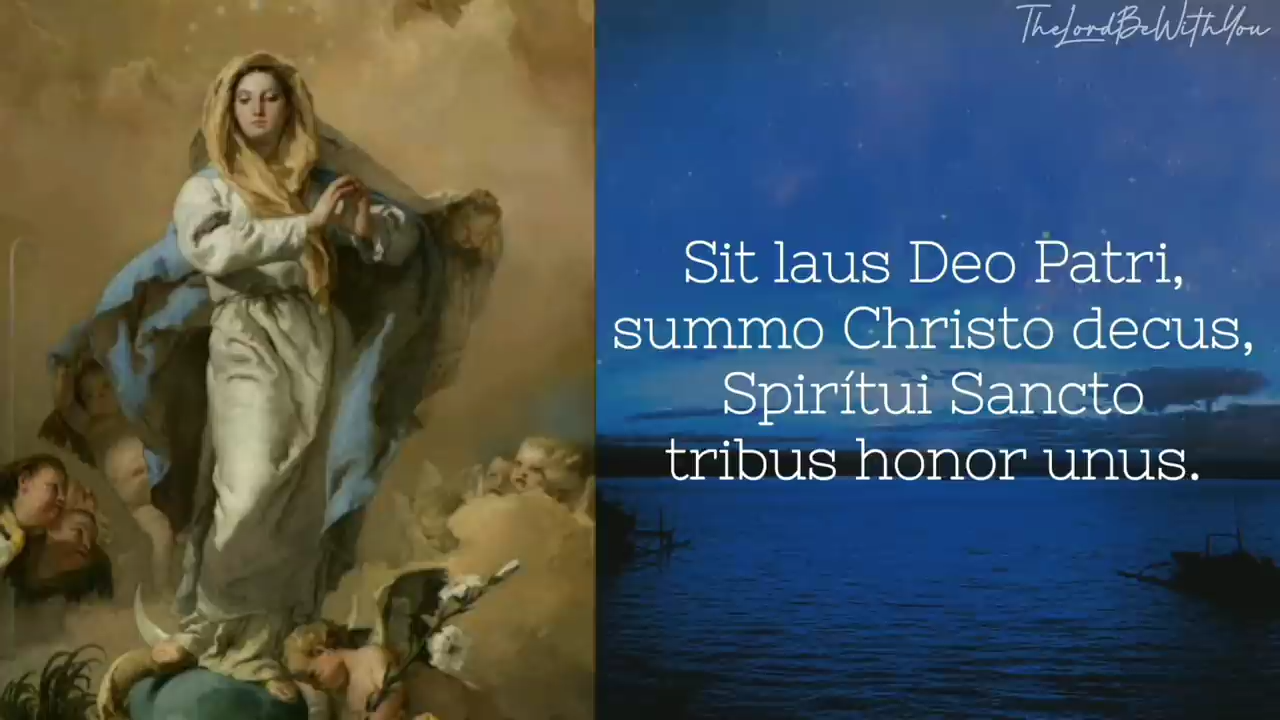 TheLordBeWithYou
Sit laus Deo Patri,
summo Christo decus,
Spirítui Sancto
tribus honor unus.